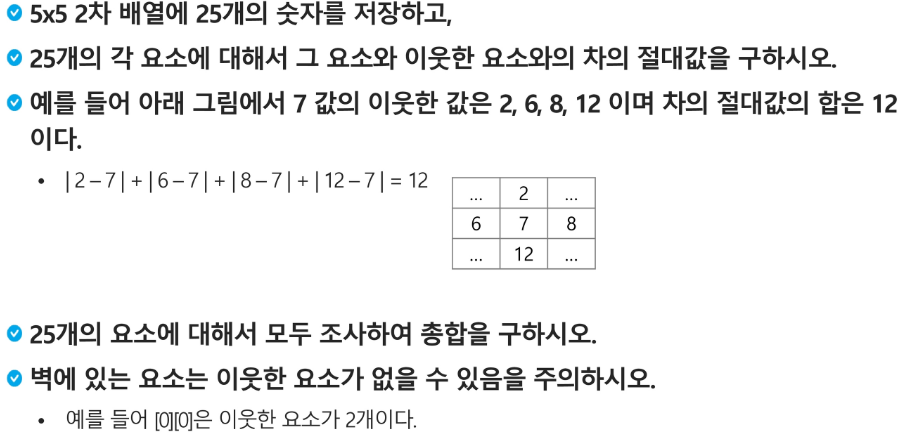 5x5 2차 배열에 25개의 숫자를 저장하고,
25개의 각 요소에 대해서 그 요소와 이웃한 요소와의 차의 절대값을 구하시오.
예를 들어 아래 그림에서 7 값의 이웃한 값은 2, 6, 8, 12 이며 차의 절대값의 합은 12
이다.
• | 2 – 7 | + | 6 – 7 | + | 8 – 7 | + | 12 – 7 | = 12
... 2 ...
6 7 8
... 12 ...
25개의 요소에 대해서 모두 조사하여 총합을 구하시오.
벽에 있는 요소는 이웃한 요소가 없을 수 있음을 주의하시오.
• 예를 들어 [0][0]은 이웃한 요소가 2개이다.